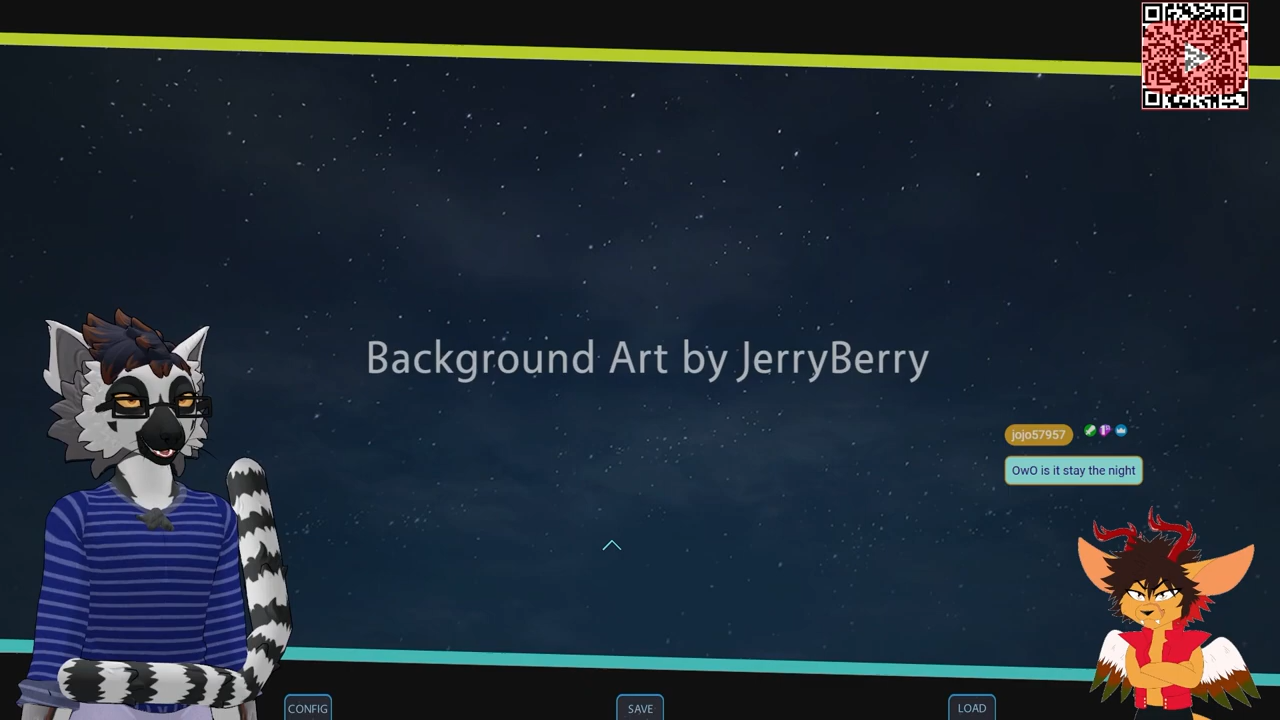 Background Art by JerryBerry
jojo57957
OwO is it stay the night
CONFIG
SAVE
LOAD